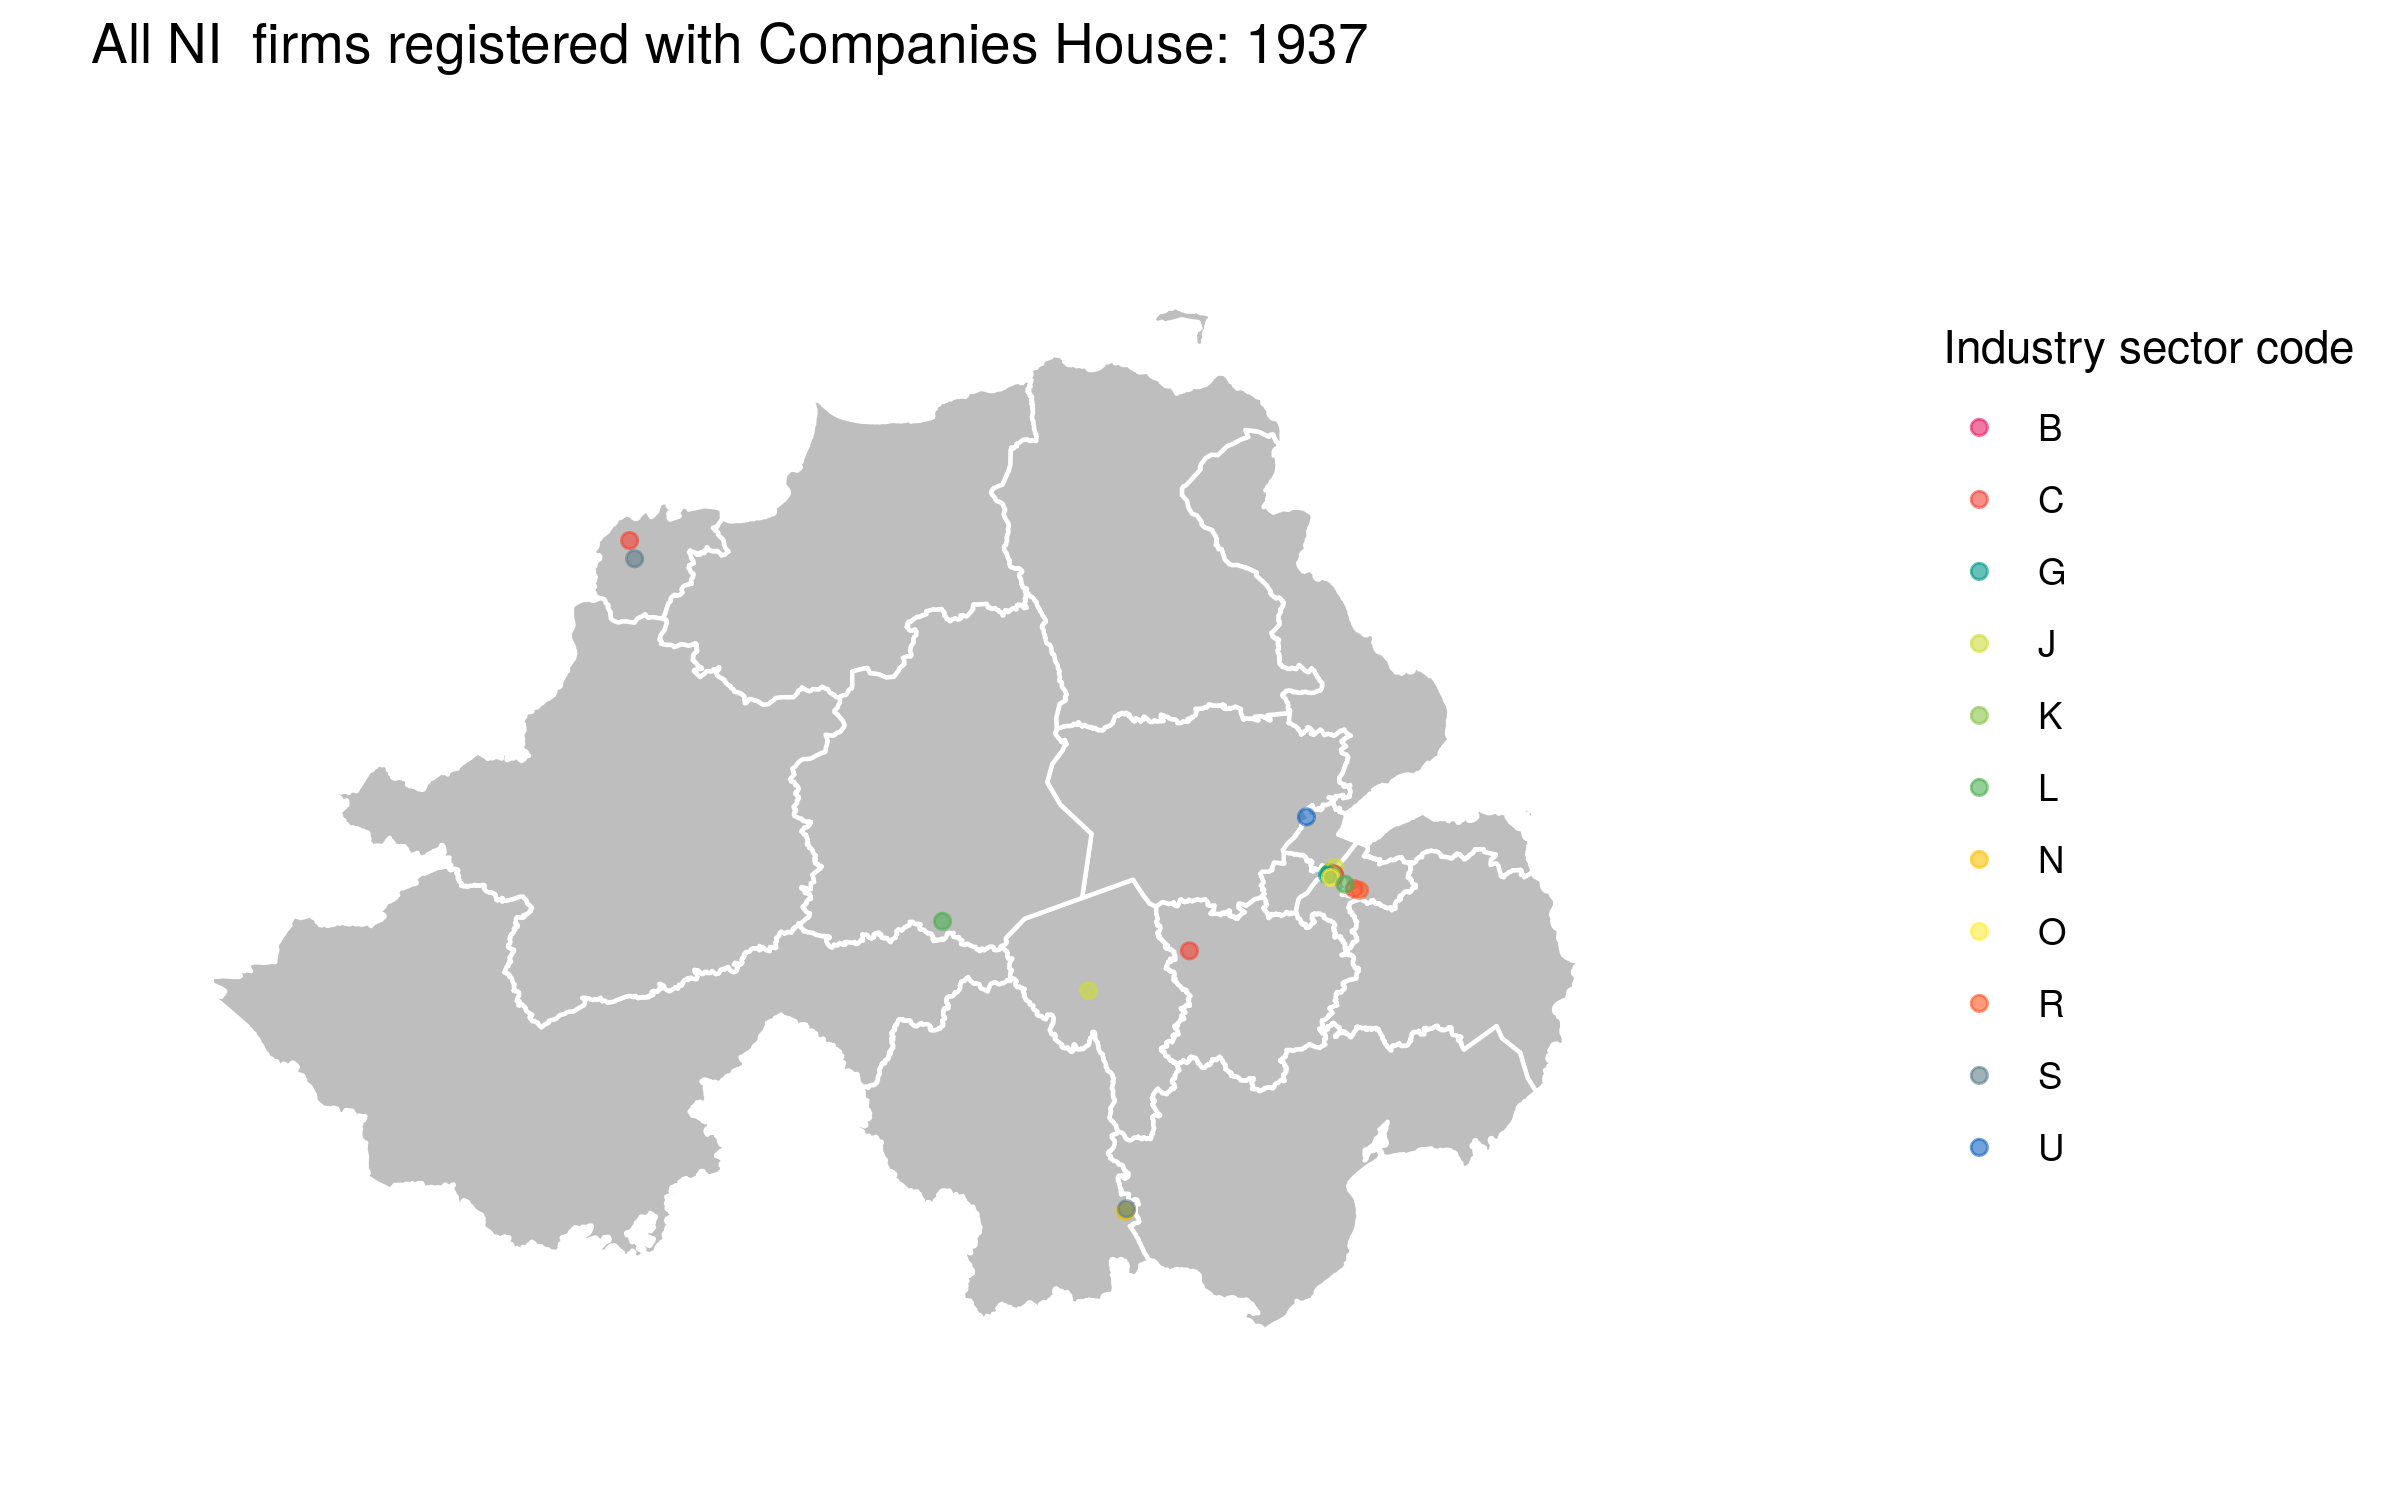 All NI  firms registered with Companies House: 1937
Industry sector code
B
C
G
J
K
L
N
O
R
S
U